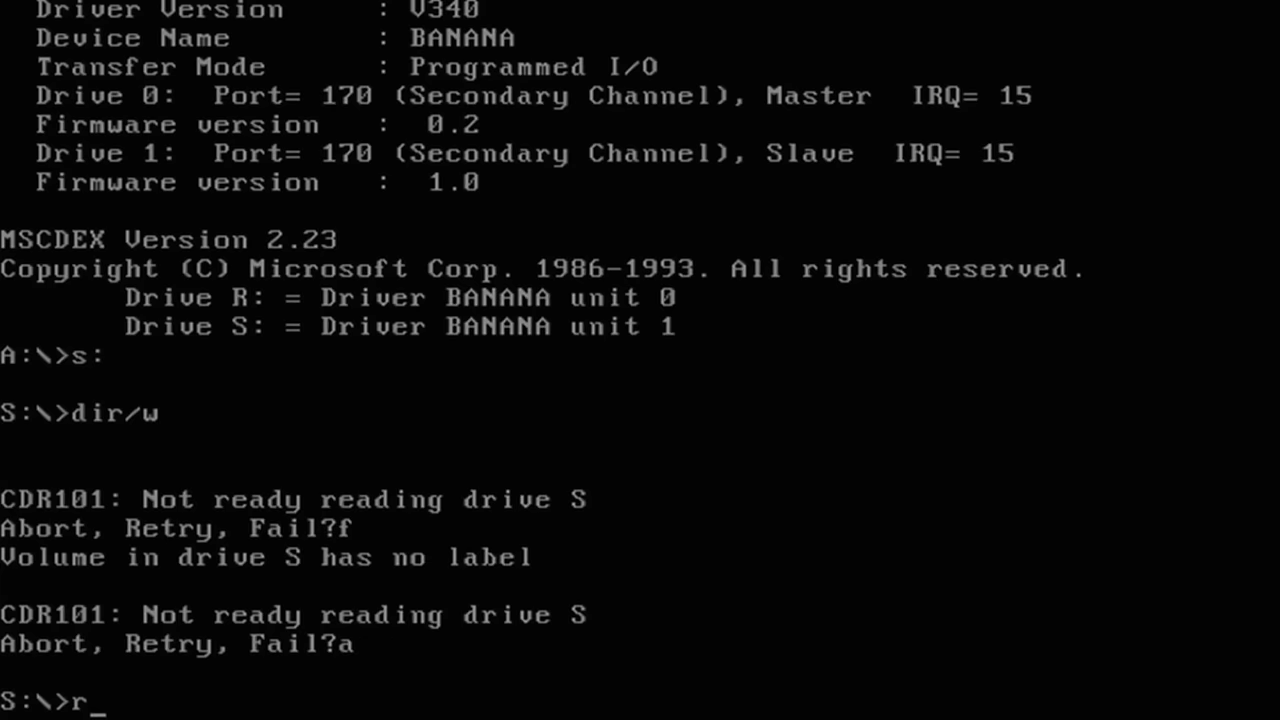 Driver Version     : V340
Device Name        : BANANA
Transfer Mode      : Programmed I/O
Drive 0:  Port= 170 (Secondary Channel), Master  IRQ= 15
Firmware version   :  0.2
Drive 1:  Port= 170 (Secondary Channel), Slave  IRQ= 15
Firmware version   :  1.0
MSCDEX Version 2.23
Copyright (C) Microsoft Corp. 1986-1993. All rights reserved.
Drive R: = Driver BANANA unit 0
Drive S: = Driver BANANA unit 1
A:\>s:
S:\>dir/w
CDR101: Not ready reading drive S
Abort, Retry, Fail?f
Volume in drive S has no label
CDR101: Not ready reading drive S
Abort, Retry, Fail?a
S:\>r_